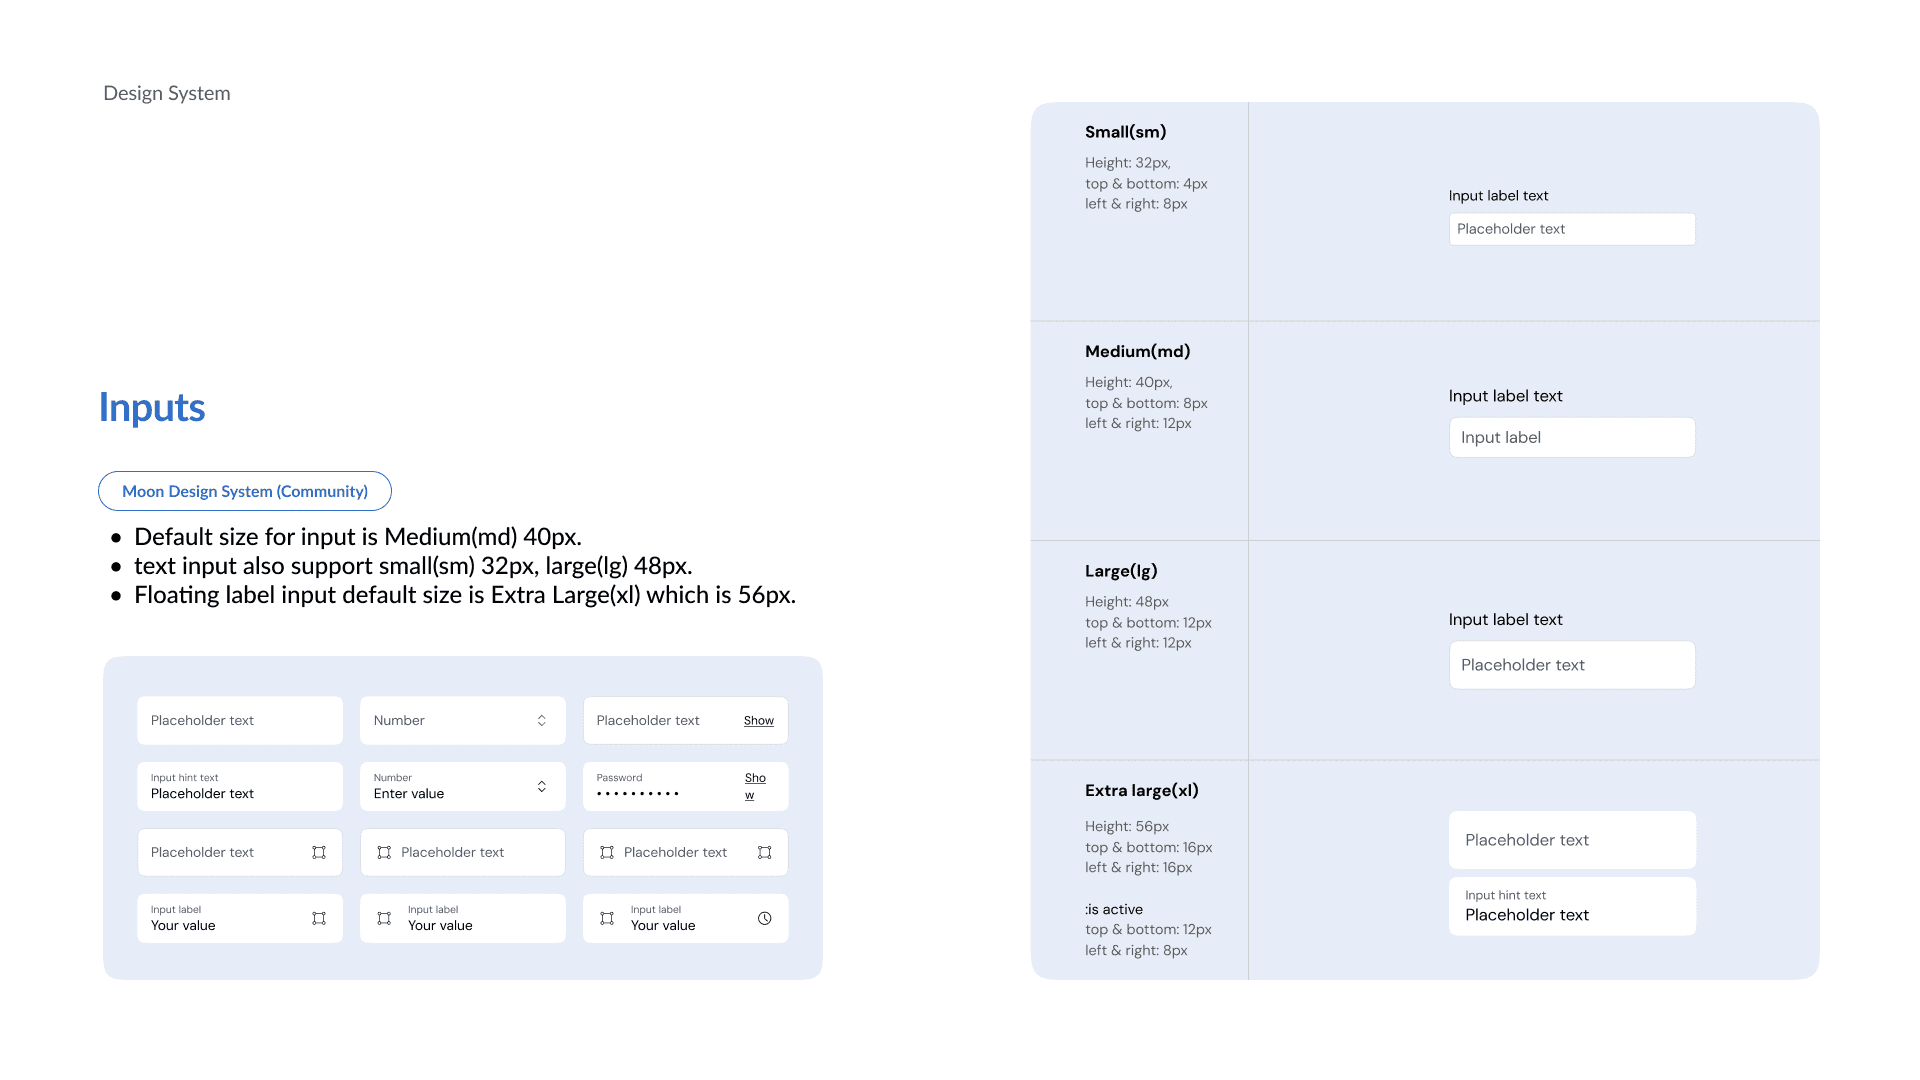 Design System
Inputs
Moon Design System (Community)
• Default size for input is Medium(md) 40px.
• text input also support small(sm) 32px, large(lg) 48px.
• Floating label input default size is Extra Large(xl) which is 56px.
Placeholder text
Number
Placeholder text Show
Input hint text
Placeholder text
Number
Enter value
Password
••••••••••
Sho
w
Placeholder text
Placeholder text
Placeholder text
Input label
Your value
Input label
Your value
Input label
Your value
Small(sm)
Height: 32px,
top & bottom: 4px
left & right: 8px
Input label text
Placeholder text
Medium(md)
Height: 40px,
top & bottom: 8px
left & right: 12px
Input label text
Input label
Large(lg)
Height: 48px
top & bottom: 12px
left & right: 12px
Input label text
Placeholder text
Extra large(xl)
Height: 56px
top & bottom: 16px
left & right: 16px
:is active
top & bottom: 12px
left & right: 8px
Placeholder text
Input hint text
Placeholder text